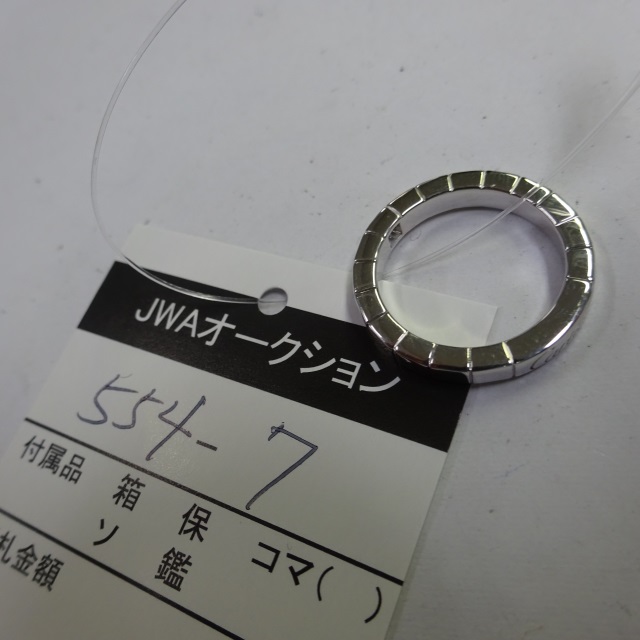 JWAオークション
554-7
付属品 箱 保 コマ( )
ソ 鑑
札金額